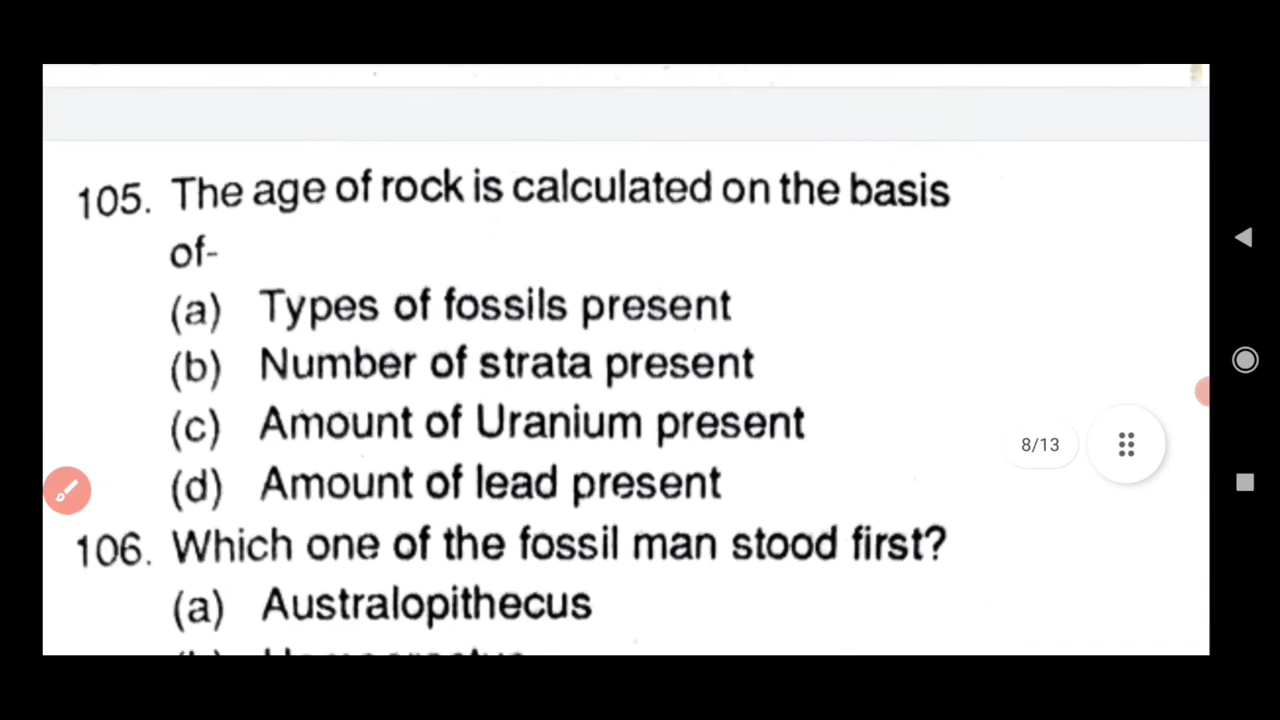 105. The age of rock is calculated on the basis
of-
(a) Types of fossils present
(b) Number of strata present
(c) Amount of Uranium present
(d) Amount of lead present
8/13
106. Which one of the fossil man stood first?
(a) Australopithecus